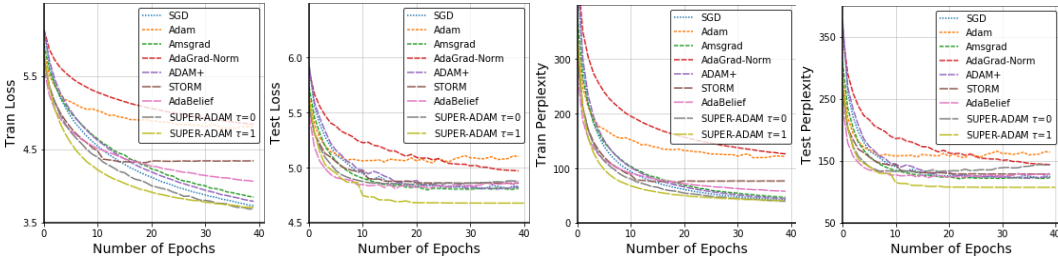 Train Loss
5.5
4.5
3.5
0
10
20
30
40
Number of Epochs
SGD
Adam
Amsgrad
AdaGrad-Norm
ADAM+
STORM
AdaBelief
SUPER-ADAM τ=0
SUPER-ADAM τ=1
Test Loss
6.0
5.5
5.0
4.5
0
10
20
30
40
Number of Epochs
SGD
Adam
Amsgrad
AdaGrad-Norm
ADAM+
STORM
AdaBelief
SUPER-ADAM τ=0
SUPER-ADAM τ=1
Train Perplexity
300
200
100
0
0
10
20
30
40
Number of Epochs
SGD
Adam
Amsgrad
AdaGrad-Norm
ADAM+
STORM
AdaBelief
SUPER-ADAM τ=0
SUPER-ADAM τ=1
Test Perplexity
350
250
150
50
0
10
20
30
40
Number of Epochs
SGD
Adam
Amsgrad
AdaGrad-Norm
ADAM+
STORM
AdaBelief
SUPER-ADAM τ=0
SUPER-ADAM τ=1